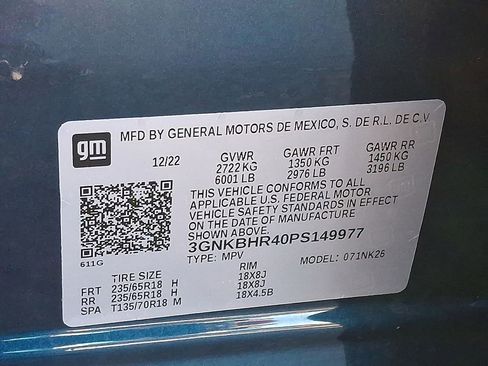 gm
MFD BY GENERAL MOTORS DE MEXICO, S. DE R.L. DE C.V.
12/22 GVWR GAWR FRT GAWR RR
2722 KG 1350 KG 1450 KG
6001 LB 2976 LB 3196 LB
THIS VEHICLE CONFORMS TO ALL
APPLICABLE U.S. FEDERAL MOTOR
VEHICLE SAFETY STANDARDS IN EFFECT
ON THE DATE OF MANUFACTURE
SHOWN ABOVE.
3GNKBHR40PS149977
611G TYPE: MPV MODEL: 071NK26
TIRE SIZE RIM
FRT 235/65R18 H 18X8J
RR 235/65R18 H 18X8J
SPA T135/70R18 M 18X4.5B